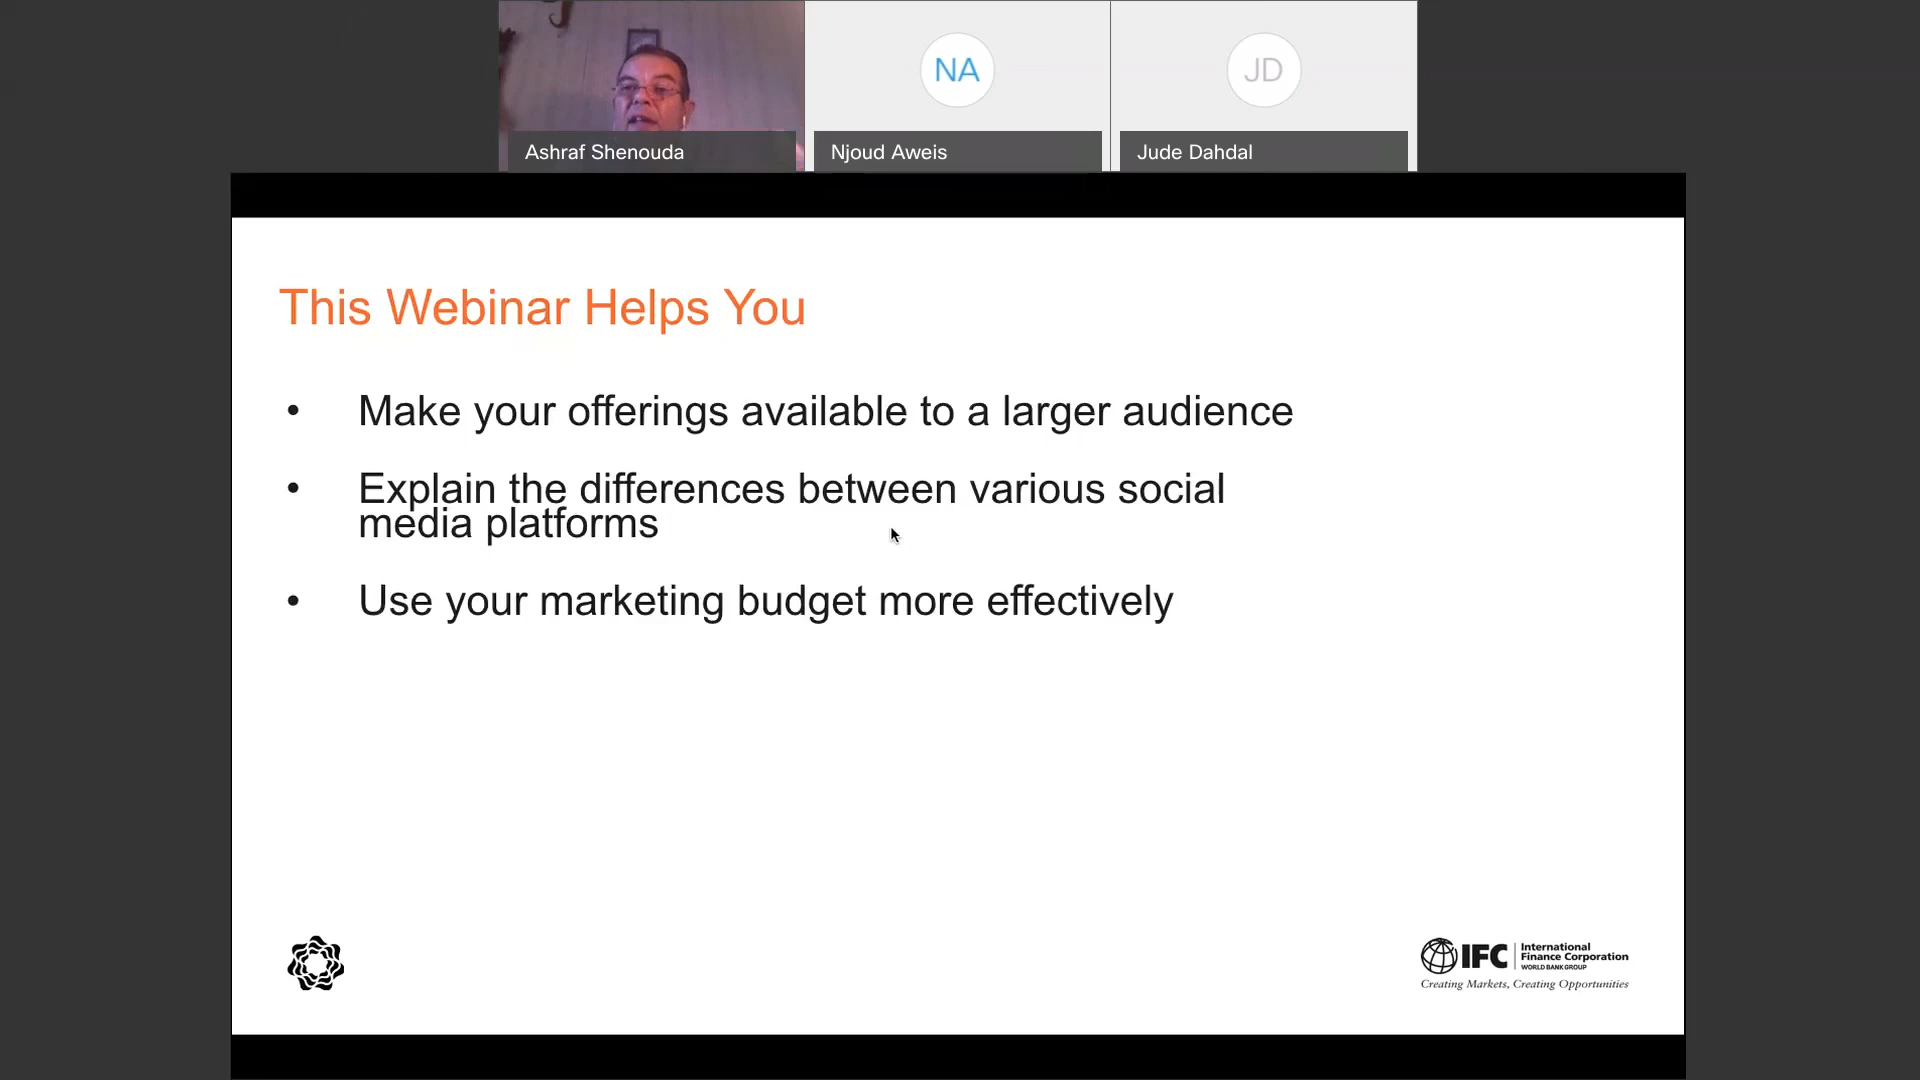 NA
JD
Ashraf Shenouda
Njoud Aweis
Jude Dahdal
This Webinar Helps You
• Make your offerings available to a larger audience
• Explain the differences between various social
media platforms
• Use your marketing budget more effectively
IFC
International
Finance Corporation
WORLD BANK GROUP
Creating Markets, Creating Opportunities